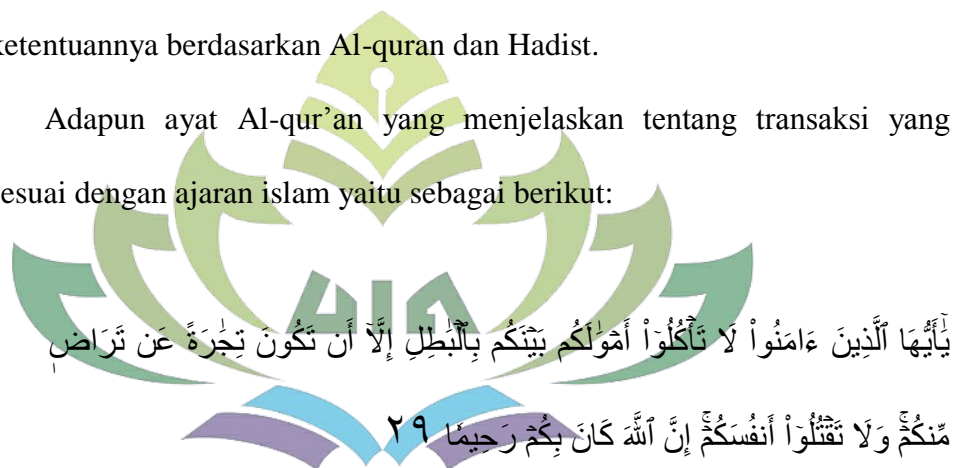 ketentuannya berdasarkan Al-quran dan Hadist.
Adapun ayat Al-qur’an yang menjelaskan tentang transaksi yang
sesuai dengan ajaran islam yaitu sebagai berikut:
UIN
يَٰٓأَيُّهَا ٱلَّذِينَ ءَامَنُواْ لَا تَأۡكُلُوٓاْ أَمۡوَٰلَكُم بَيۡنَكُم بِٱلۡبَٰطِلِ إِلَّآ أَن تَكُونَ تِجَٰرَةً عَن تَرَاضٖ
مِّنكُمۡۚ وَلَا تَقۡتُلُوٓاْ أَنفُسَكُمۡۚ إِنَّ ٱللَّهَ كَانَ بِكُمۡ رَحِيمٗا ٢٩